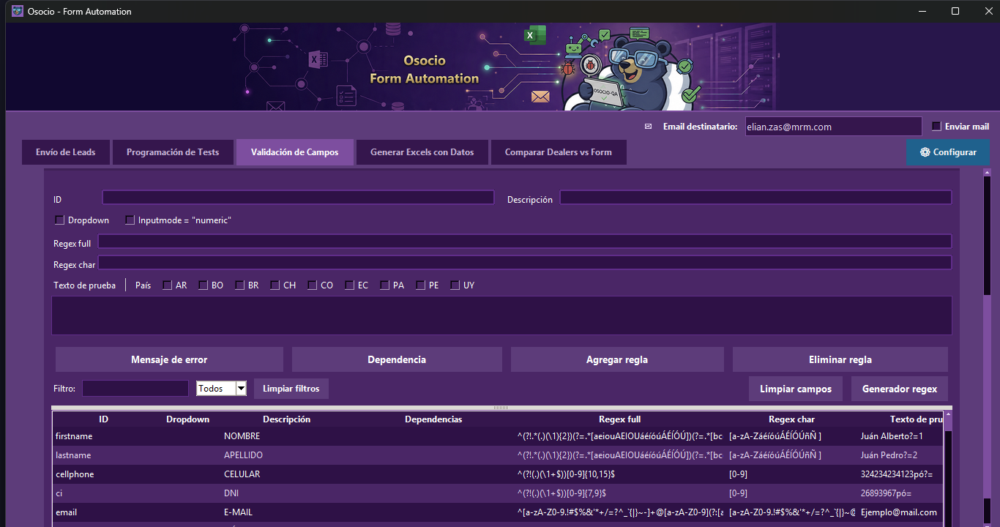 Osocio - Form Automation
Osocio
Form Automation
OSOCIO-QA
Email destinatario: elian.zas@mrm.com Enviar mail
Envío de Leads Programación de Tests Validación de Campos Generar Excels con Datos Comparar Dealers vs Form Configurar
ID Descripción
Dropdown Inputmode = "numeric"
Regex full
Regex char
Texto de prueba País AR BO BR CH CO EC PA PE UY
Mensaje de error Dependencia Agregar regla Eliminar regla
Filtro: Todos Limpiar filtros Limpiar campos Generador regex
ID Dropdown Descripción Dependencias Regex full Regex char Texto de pru
firstname NOMBRE ^(?!.*(.)(\1){2})(?=.*[aeiouAEIOUáéíóúÁÉÍÓÚ])(?=.*[bc [a-zA-ZáéíóúÁÉÍÓÚñÑ ] Juán Alberto?=1
lastname APELLIDO ^(?!.*(.)(\1){2})(?=.*[aeiouAEIOUáéíóúÁÉÍÓÚ])(?=.*[bc [a-zA-ZáéíóúÁÉÍÓÚñÑ ] Juán Pedro?=2
cellphone CELULAR ^(?!(.)(\1+$))[0-9]{10,15}$ [0-9] 324234234123pó?=
ci DNI ^(?!(.)(\1+$))[0-9]{7,9}$ [0-9] 26893967pó=
email E-MAIL ^[a-zA-Z0-9.!#$%&'*+/=?^_`{|}~-]+@[a-zA-Z0-9](?:[a [a-zA-Z0-9.!#$%&'*+/=?^_`{|}~@ Ejemplo@mail.com